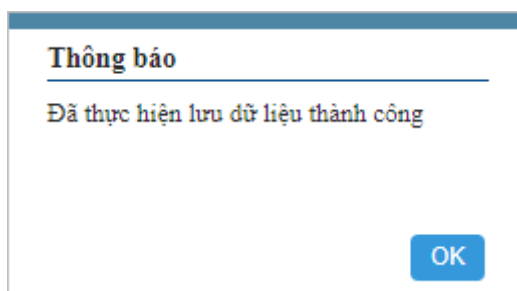 Thông báo
Đã thực hiện lưu dữ liệu thành công
OK